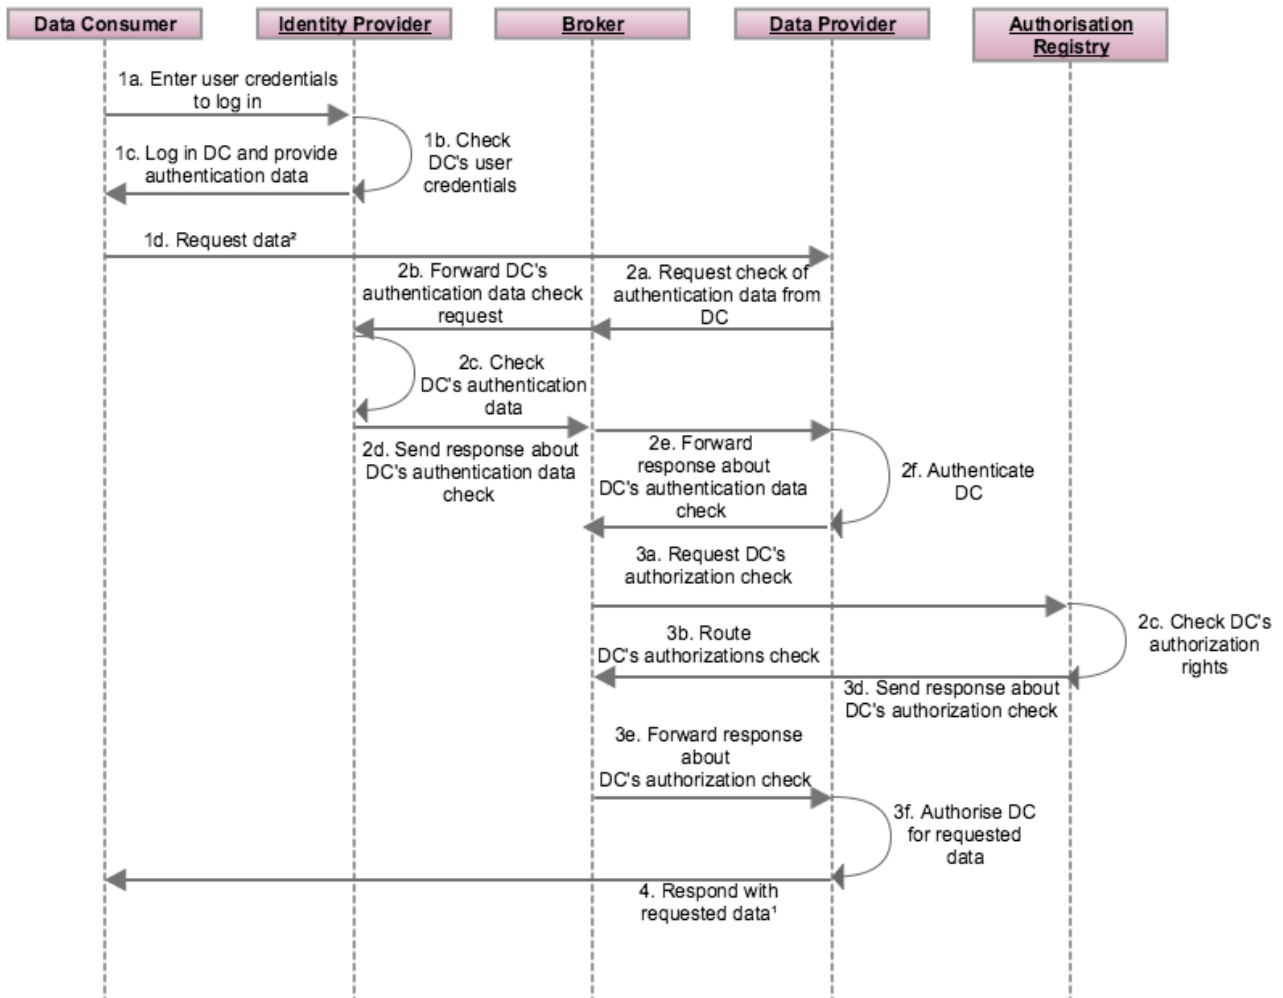 Data Consumer
Identity Provider
Broker
Data Provider
Authorisation
Registry
1a. Enter user credentials
to log in
1b. Check
DC's user
credentials
1c. Log in DC and provide
authentication data
1d. Request data²
2b. Forward DC's
authentication data check
request
2a. Request check of
authentication data from
DC
2c. Check
DC's authentication
data
2d. Send response about
DC's authentication data
check
2e. Forward
response about
DC's authentication data
check
2f. Authenticate
DC
3a. Request DC's
authorization check
2c. Check DC's
authorization
rights
3b. Route
DC's authorizations check
3d. Send response about
DC's authorization check
3e. Forward response
about
DC's authorization check
3f. Authorise DC
for requested
data
4. Respond with
requested data¹